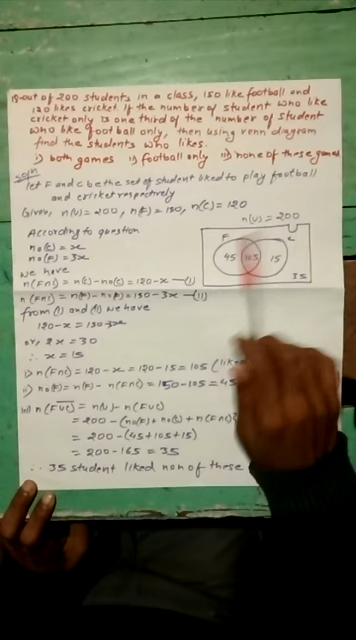 Q. out of 200 students in a class, 150 like football and
120 likes cricket. If the number of student who like
cricket only is one third of the number of student
who like football only, then using venn diagram
find the students who likes.
i) both games ii) football only iii) none of these games
Soln
let F and C be the set of student liked to play football
and cricket respectively
Given, n(U) = 200, n(F) = 150, n(C) = 120
n(U) = 200
According to question
no(C) = x
no(F) = 3x
F C
45 105 15
35
we have
n(F∩C) = n(C) - no(C) = 120 - x — (i)
n(F∩C) = n(F) - no(F) = 150 - 3x — (ii)
from (i) and (ii) we have
120 - x = 150 - 3x
or, 2x = 30
∴ x = 15
i) n(F∩C) = 120 - x = 120 - 15 = 105 (
ii) no(F) = n(F) - n(F∩C) = 150 - 105 = 45
iii) n(F∪C) = n(U) - n(F∪C)
= 200 - (no(F) + no(C) + n(F∩C)
= 200 - (45 + 105 + 15)
= 200 - 165 = 35
∴ 35 student liked non of these